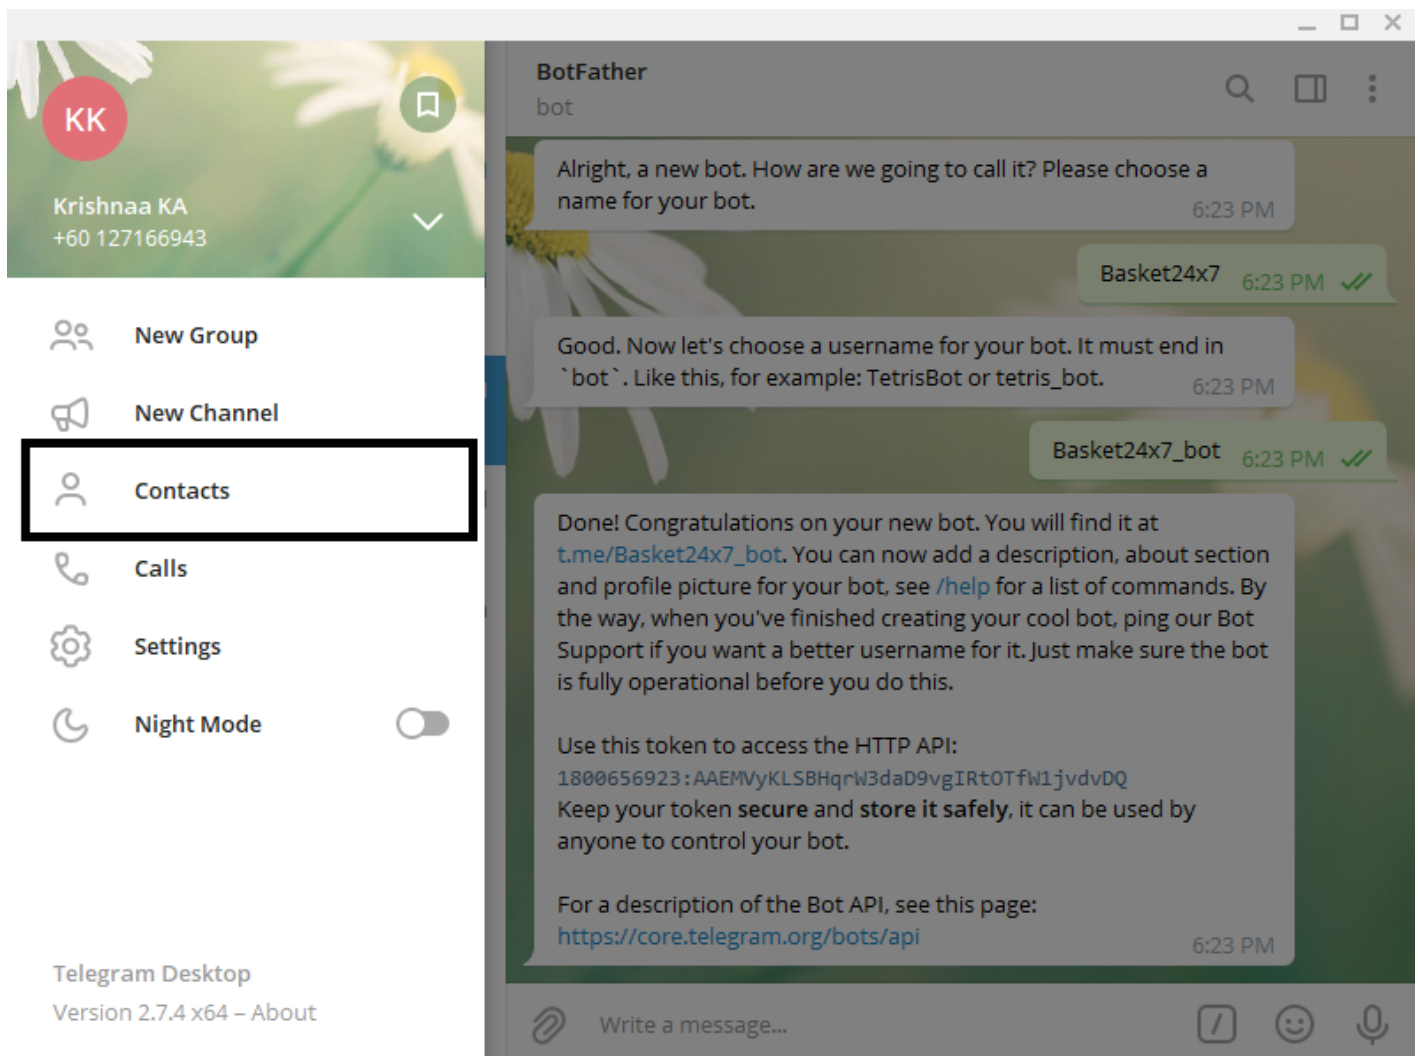 KK
Krishnaa KA
+60 127166943
New Group
New Channel
Contacts
Calls
Settings
Night Mode
Telegram Desktop
Version 2.7.4 x64 – About
BotFather
bot
Alright, a new bot. How are we going to call it? Please choose a
name for your bot.
6:23 PM
Basket24x7 6:23 PM
Good. Now let's choose a username for your bot. It must end in
`bot`. Like this, for example: TetrisBot or tetris_bot.
6:23 PM
Basket24x7_bot 6:23 PM
Done! Congratulations on your new bot. You will find it at
t.me/Basket24x7_bot. You can now add a description, about section
and profile picture for your bot, see /help for a list of commands. By
the way, when you've finished creating your cool bot, ping our Bot
Support if you want a better username for it. Just make sure the bot
is fully operational before you do this.
Use this token to access the HTTP API:
1800656923:AAEMVyKLSBHqrW3daD9vgIRtOTfW1jvdvDQ
Keep your token secure and store it safely, it can be used by
anyone to control your bot.
For a description of the Bot API, see this page:
https://core.telegram.org/bots/api
6:23 PM
Write a message...